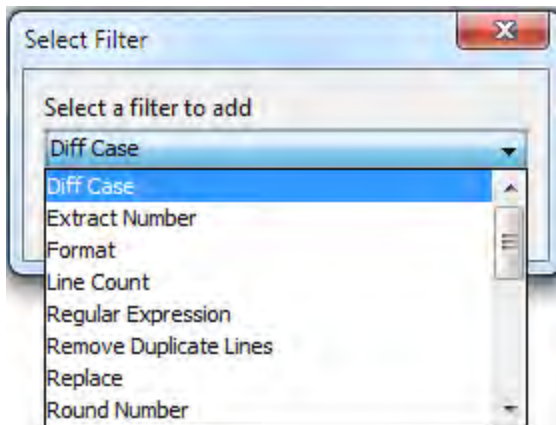 Select Filter
Select a filter to add
Diff Case
Diff Case
Extract Number
Format
Line Count
Regular Expression
Remove Duplicate Lines
Replace
Round Number